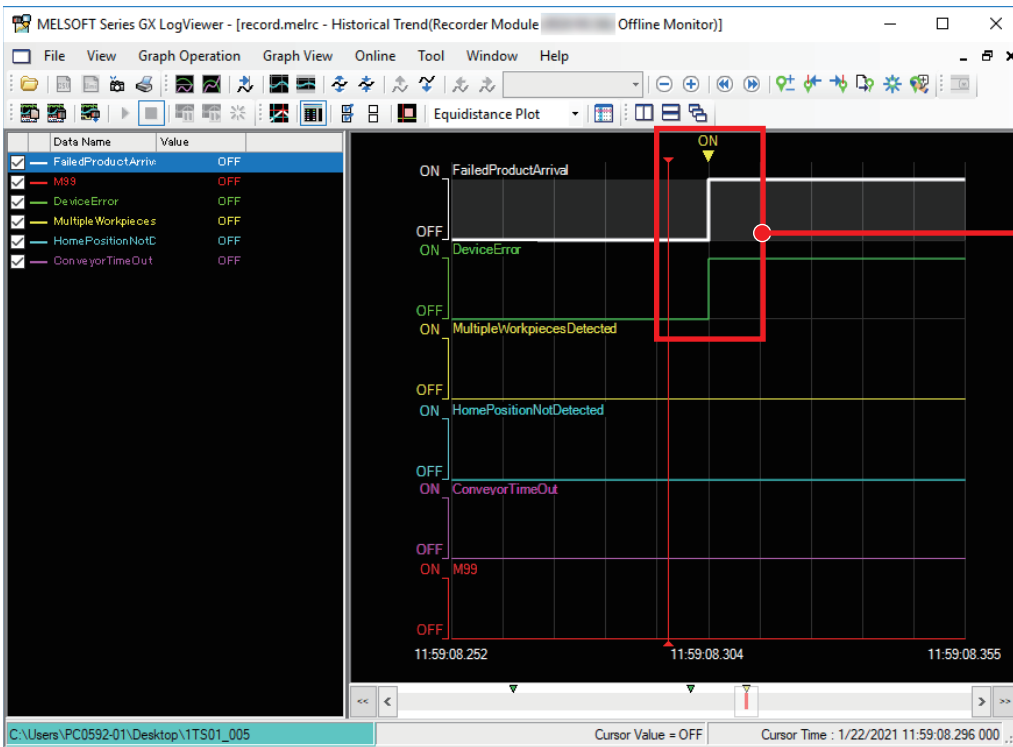 MELSOFT Series GX LogViewer - [record.melrc - Historical Trend(Recorder Module Offline Monitor)]
File View Graph Operation Graph View Online Tool Window Help
Equidistance Plot
Data Name Value
FailedProductArriv OFF
M99 OFF
DeviceError OFF
MultipleWorkpieces OFF
HomePositionNotD OFF
ConveyorTimeOut OFF
ON
ON FailedProductArrival
OFF
ON DeviceError
OFF
ON MultipleWorkpiecesDetected
OFF
ON HomePositionNotDetected
OFF
ON ConveyorTimeOut
OFF
ON M99
OFF
11:59:08.252 11:59:08.304 11:59:08.355
<< < > >>
C:\Users\PC0592-01\Desktop\1TS01_005 Cursor Value = OFF Cursor Time : 1/22/2021 11:59:08.296 000